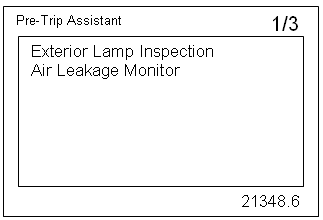 Pre-Trip Assistant
1/3
Exterior Lamp Inspection
Air Leakage Monitor
21348.6